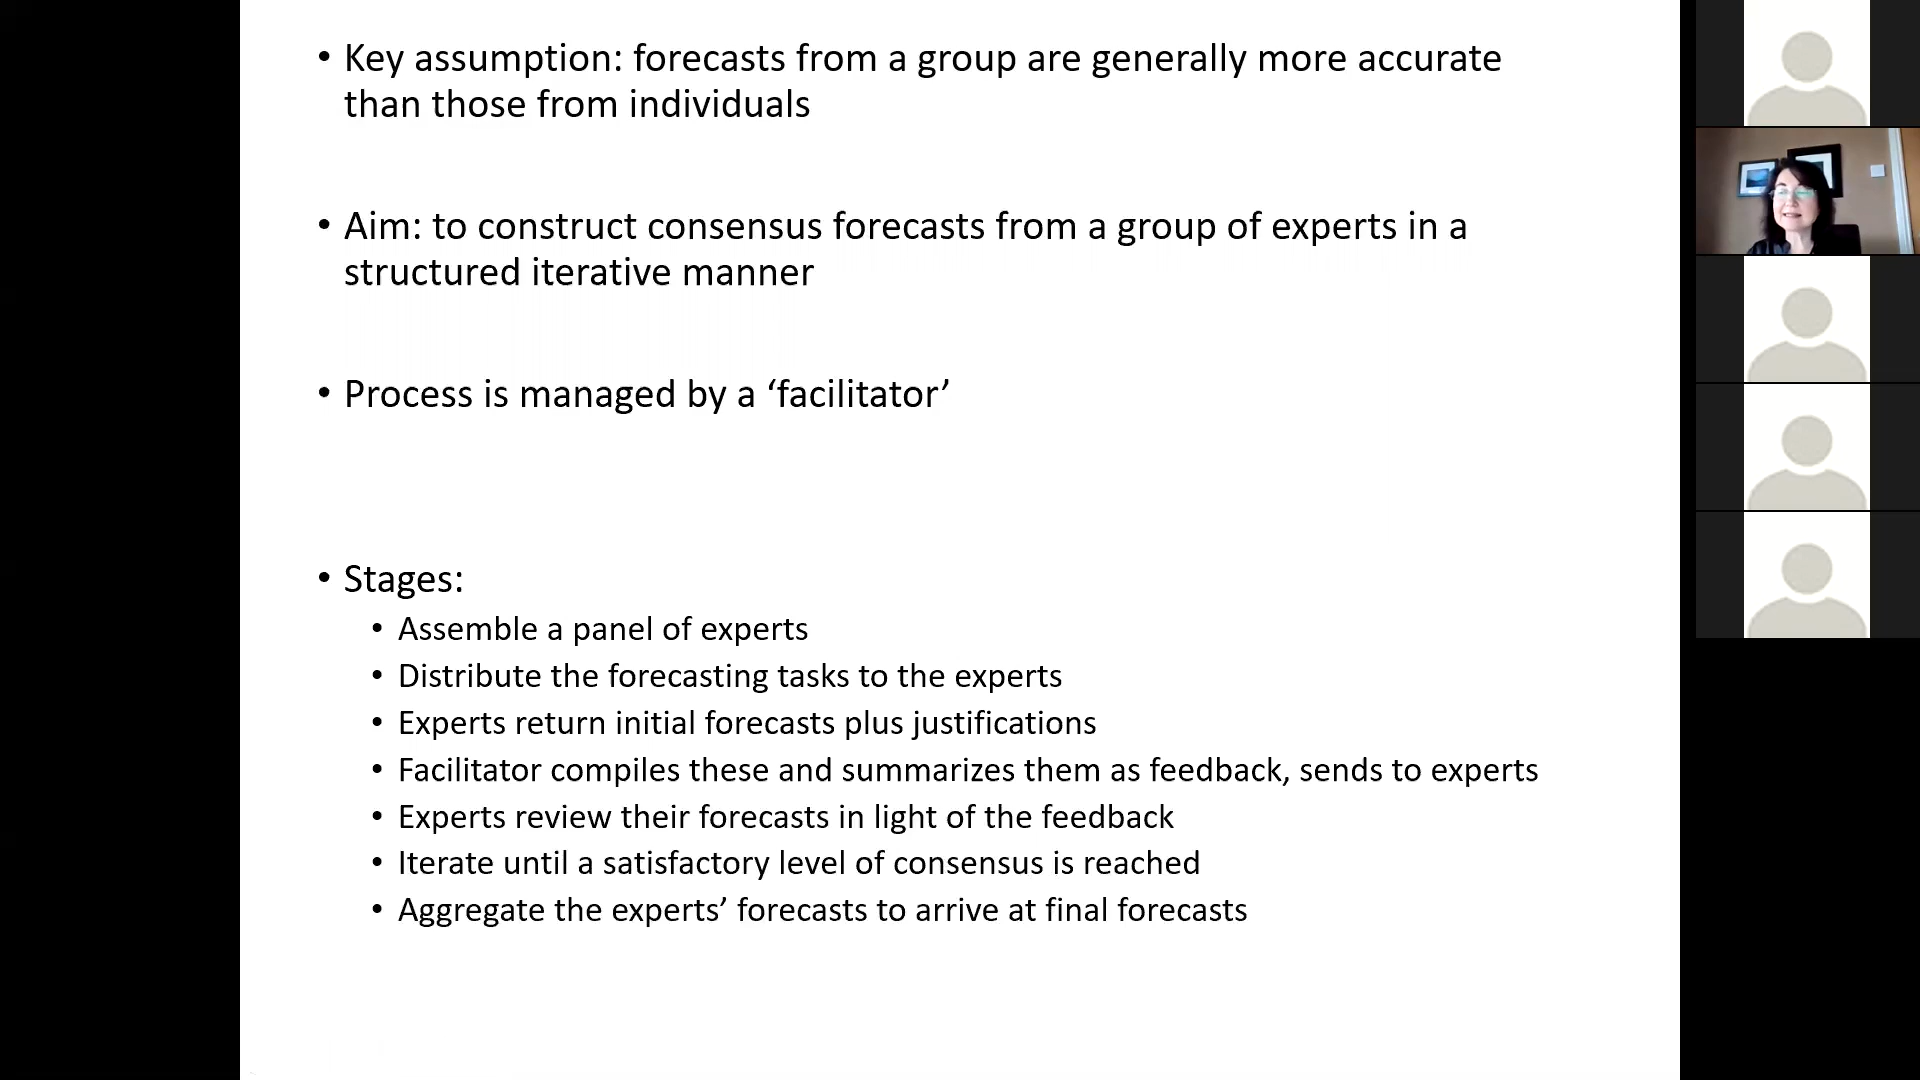 • Key assumption: forecasts from a group are generally more accurate
than those from individuals
• Aim: to construct consensus forecasts from a group of experts in a
structured iterative manner
• Process is managed by a ‘facilitator’
• Stages:
• Assemble a panel of experts
• Distribute the forecasting tasks to the experts
• Experts return initial forecasts plus justifications
• Facilitator compiles these and summarizes them as feedback, sends to experts
• Experts review their forecasts in light of the feedback
• Iterate until a satisfactory level of consensus is reached
• Aggregate the experts’ forecasts to arrive at final forecasts